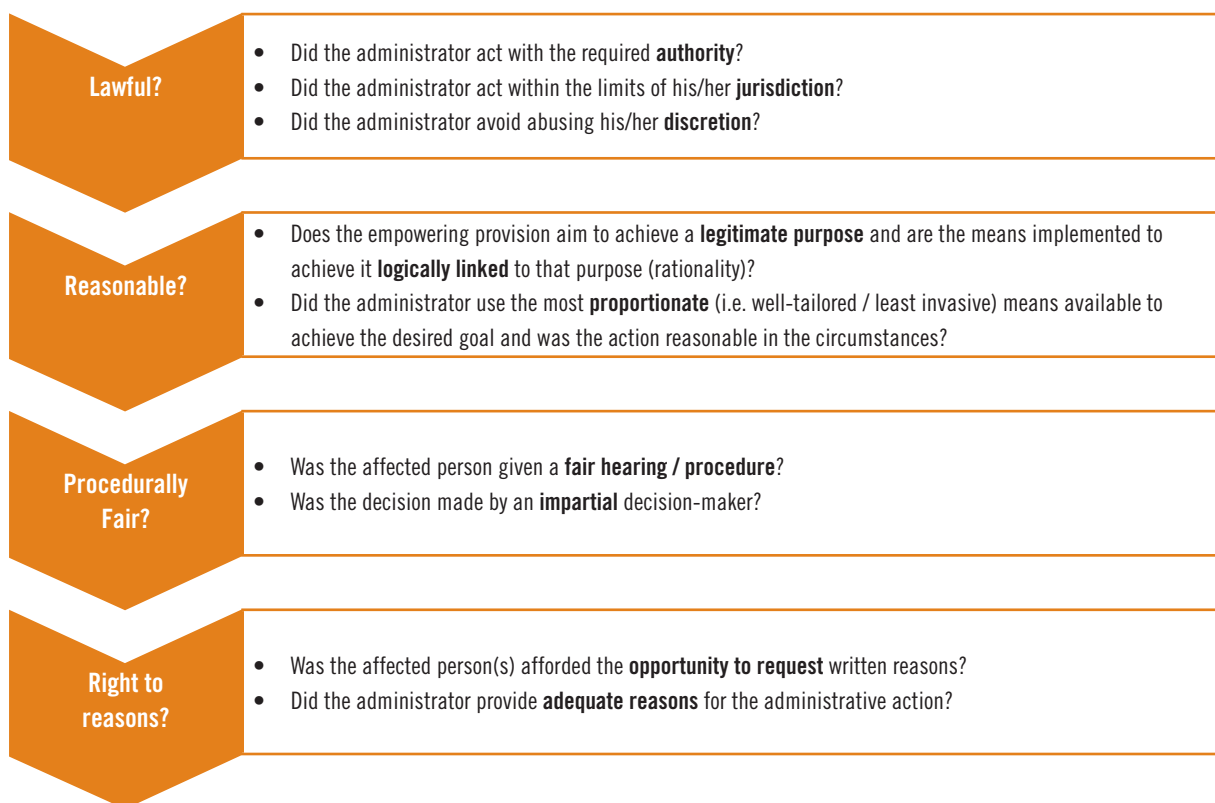 Lawful?
• Did the administrator act with the required authority?
• Did the administrator act within the limits of his/her jurisdiction?
• Did the administrator avoid abusing his/her discretion?
Reasonable?
• Does the empowering provision aim to achieve a legitimate purpose and are the means implemented to
achieve it logically linked to that purpose (rationality)?
• Did the administrator use the most proportionate (i.e. well-tailored / least invasive) means available to
achieve the desired goal and was the action reasonable in the circumstances?
Procedurally
Fair?
• Was the affected person given a fair hearing / procedure?
• Was the decision made by an impartial decision-maker?
Right to
reasons?
• Was the affected person(s) afforded the opportunity to request written reasons?
• Did the administrator provide adequate reasons for the administrative action?